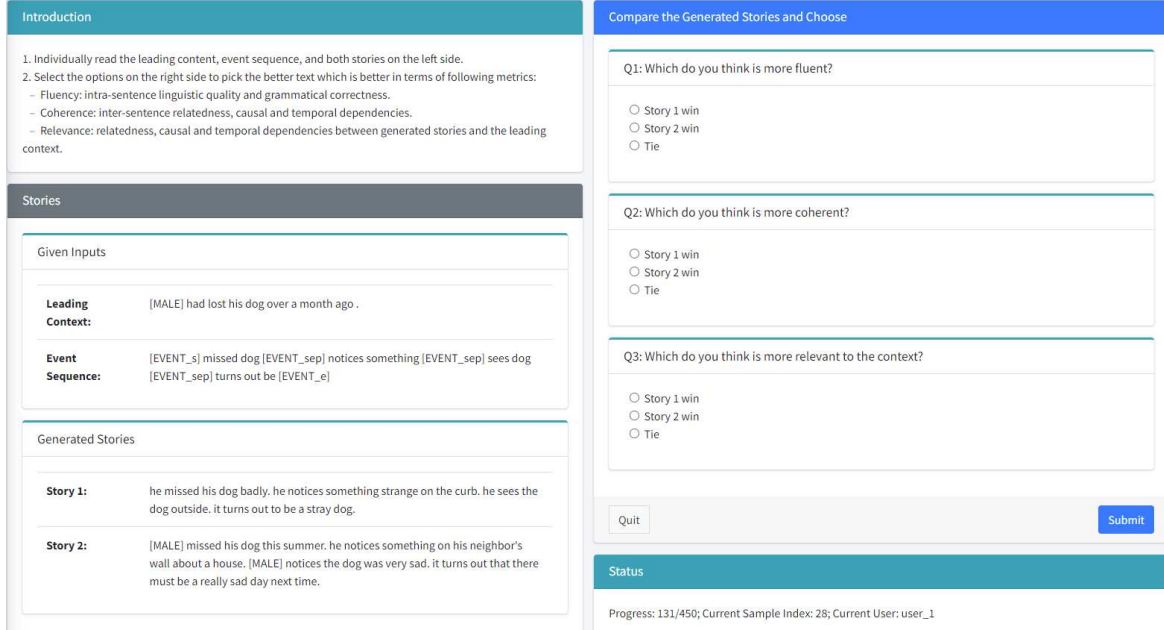 Introduction
1. Individually read the leading content, event sequence, and both stories on the left side.
2. Select the options on the right side to pick the better text which is better in terms of following metrics:
– Fluency: intra-sentence linguistic quality and grammatical correctness.
– Coherence: inter-sentence relatedness, causal and temporal dependencies.
– Relevance: relatedness, causal and temporal dependencies between generated stories and the leading
context.
Stories
Given Inputs
Leading
Context:
[MALE] had lost his dog over a month ago .
Event
Sequence:
[EVENT_s] missed dog [EVENT_sep] notices something [EVENT_sep] sees dog
[EVENT_sep] turns out be [EVENT_e]
Generated Stories
Story 1:
he missed his dog badly. he notices something strange on the curb. he sees the
dog outside. it turns out to be a stray dog.
Story 2:
[MALE] missed his dog this summer. he notices something on his neighbor's
wall about a house. [MALE] notices the dog was very sad. it turns out that there
must be a really sad day next time.
Compare the Generated Stories and Choose
Q1: Which do you think is more fluent?
Story 1 win
Story 2 win
Tie
Q2: Which do you think is more coherent?
Story 1 win
Story 2 win
Tie
Q3: Which do you think is more relevant to the context?
Story 1 win
Story 2 win
Tie
Quit
Submit
Status
Progress: 131/450; Current Sample Index: 28; Current User: user_1